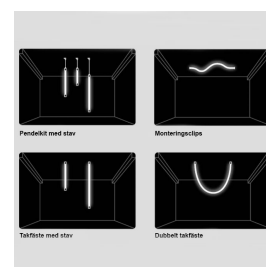 Pendelkit med stav
Monteringsclips
Takfäste med stav
Dubbelt takfäste